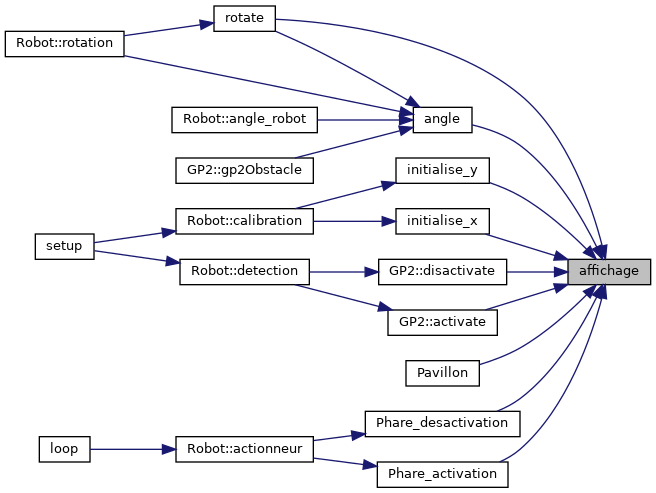 rotate
Robot::rotation
Robot::angle_robot
angle
GP2::gp2Obstacle
initialise_y
Robot::calibration
initialise_x
setup
Robot::detection
GP2::disactivate
affichage
GP2::activate
Pavillon
Phare_desactivation
loop
Robot::actionneur
Phare_activation